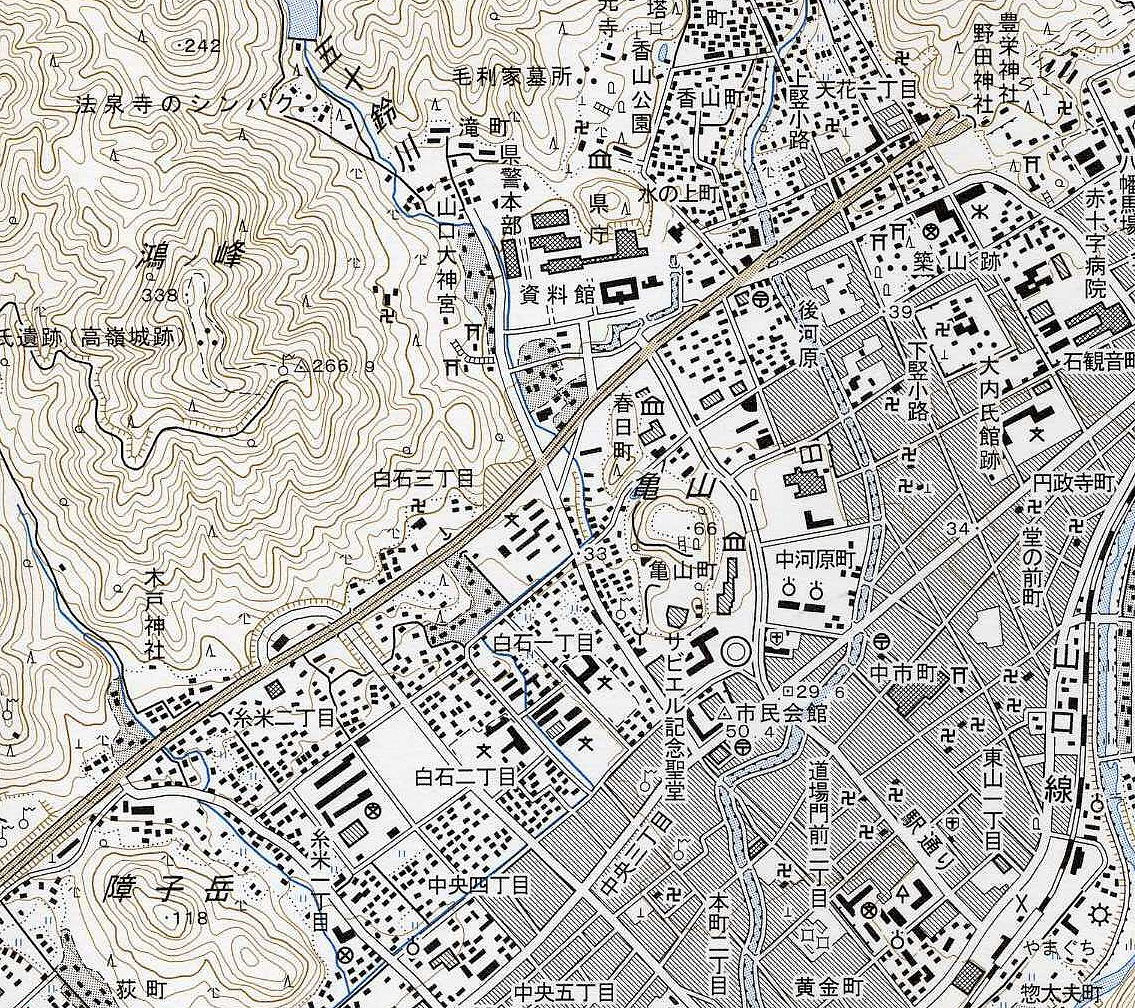 五十鈴川
242
毛利家墓所
塔
町
香山公園
香山町
上竪小路
天花二丁目
野田神社
豊栄神社
法泉寺のシンパク
滝町
県警本部
県庁
水の上町
山口大神宮
赤十字病院
築山跡
鴻ノ峰
338
資料館
後河原
39
氏遺跡(高嶺城跡)
266.9
下竪小路
大内氏館跡
石観音町
春日町
白石三丁目
亀山
66
円政寺町
34
33
中河原町
亀山町
堂の前町
木戸神社
白石一丁目
サビエル記念聖堂
中市町
29.6
市民会館
50.4
糸米二丁目
白石二丁目
道場門前二丁目
東山一丁目
線
駅通り
糸米一丁目
中央三丁目
中央四丁目
障子岳
118
本町二丁目
やまぐち
荻町
中央五丁目
黄金町
惣太夫町